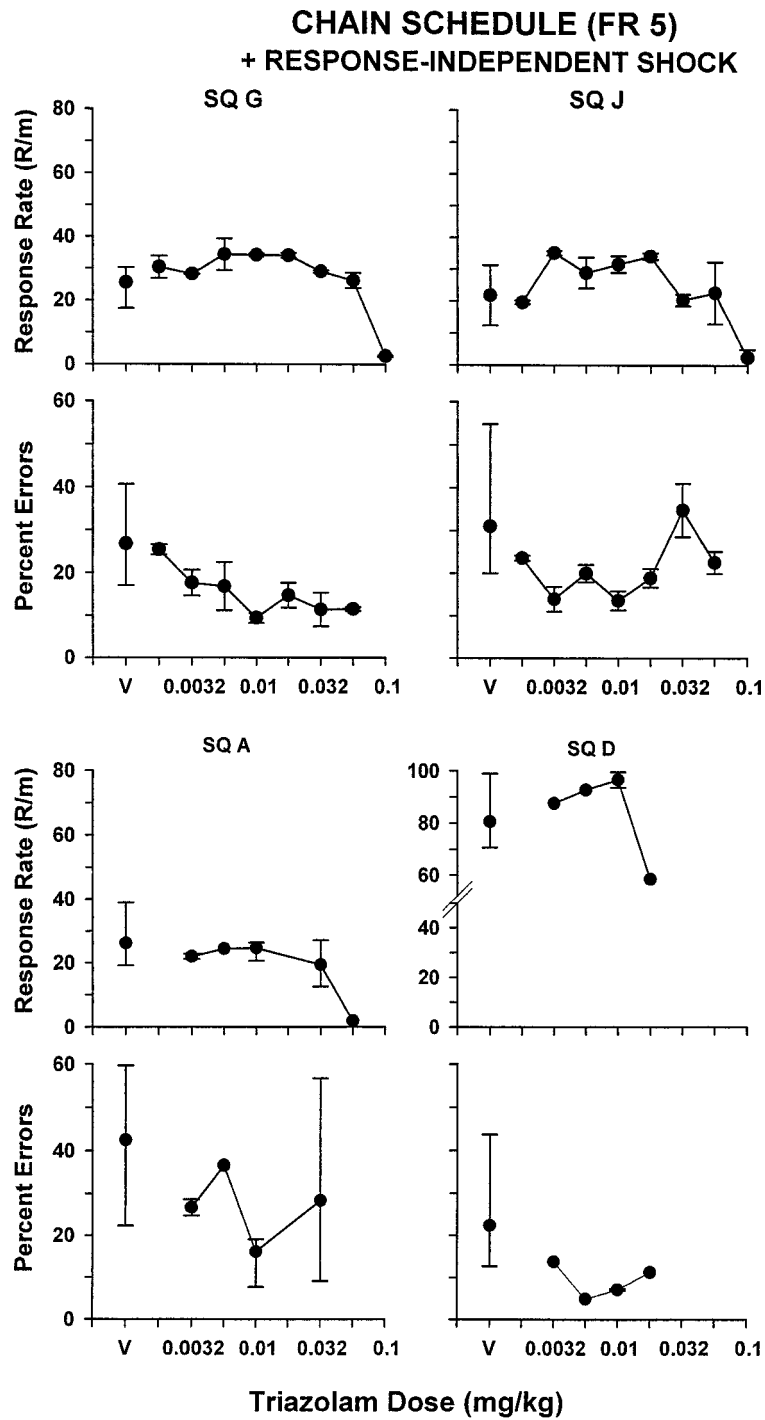 CHAIN SCHEDULE (FR 5)
+ RESPONSE-INDEPENDENT SHOCK
SQ G
SQ J
Response Rate (R/m)
80
60
40
20
0
Percent Errors
60
40
20
0
V 0.0032 0.01 0.032 0.1
V 0.0032 0.01 0.032 0.1
SQ A
SQ D
Response Rate (R/m)
80
60
40
20
0
100
80
60
40
20
0
Percent Errors
60
40
20
0
V 0.0032 0.01 0.032 0.1
V 0.0032 0.01 0.032 0.1
Triazolam Dose (mg/kg)